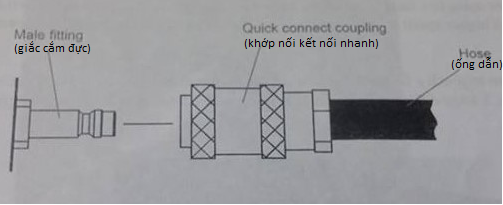 Male fitting
(giắc cắm đực)
Quick connect coupling
(khớp nối kết nối nhanh)
Hose
(ống dẫn)